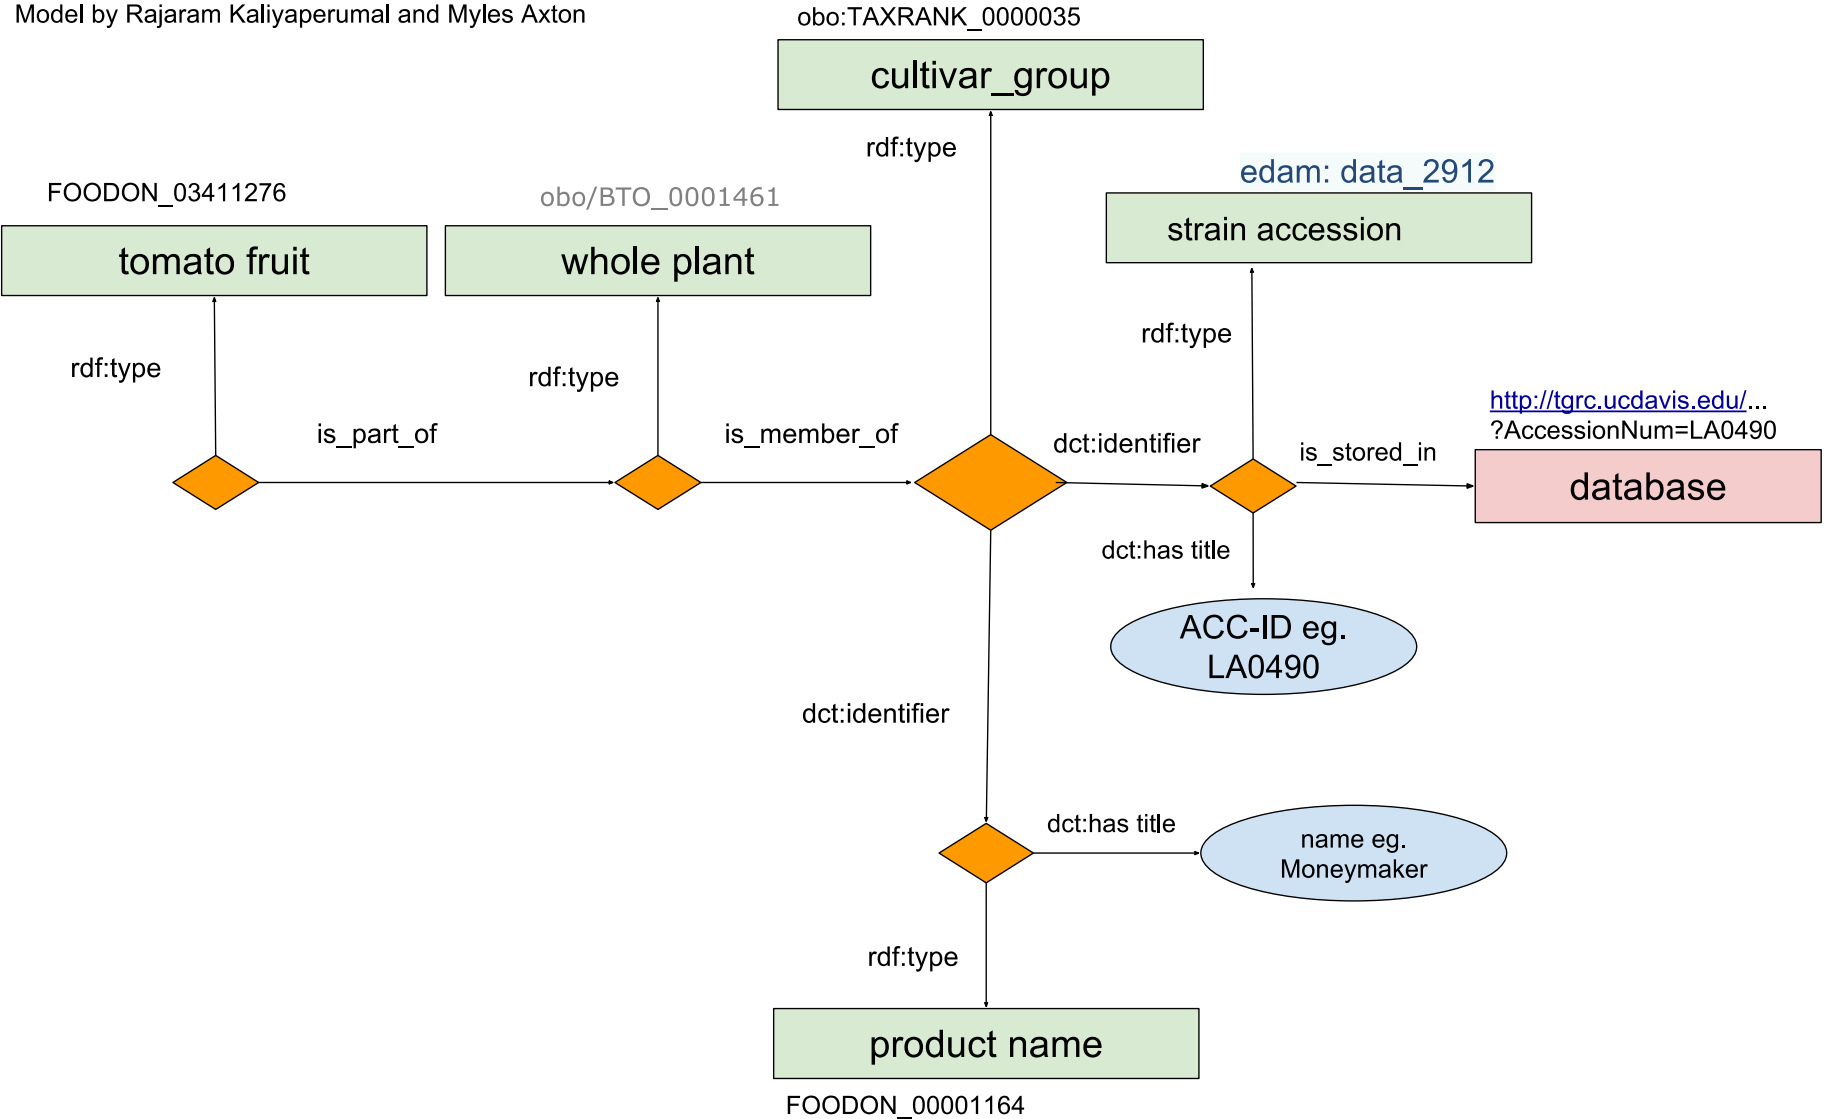 Model by Rajaram Kaliyaperumal and Myles Axton
obo:TAXRANK_0000035
cultivar_group
rdf:type
edam: data_2912
strain accession
FOODON_03411276
obo/BTO_0001461
tomato fruit
whole plant
rdf:type
rdf:type
rdf:type
http://tgrc.ucdavis.edu/...
?AccessionNum=LA0490
is_part_of
is_member_of
dct:identifier
is_stored_in
database
dct:has title
ACC-ID eg.
LA0490
dct:identifier
dct:has title
name eg.
Moneymaker
rdf:type
product name
FOODON_00001164